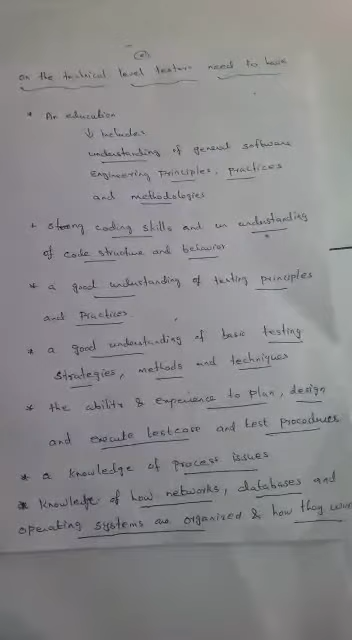 on the technical level testers need to have
* An education
↓ Includes
understanding of general software
engineering principles, practices
and methodologies
* strong coding skills and an understanding
of code structure and behavior
* a good understanding of testing principles
and practices.
* a good understanding of basic testing
strategies, methods and techniques
* the ability & experience to plan, design
and execute testcase and test procedures
* a knowledge of process issues
* knowledge of how networks, databases and
operating systems are organized & how they